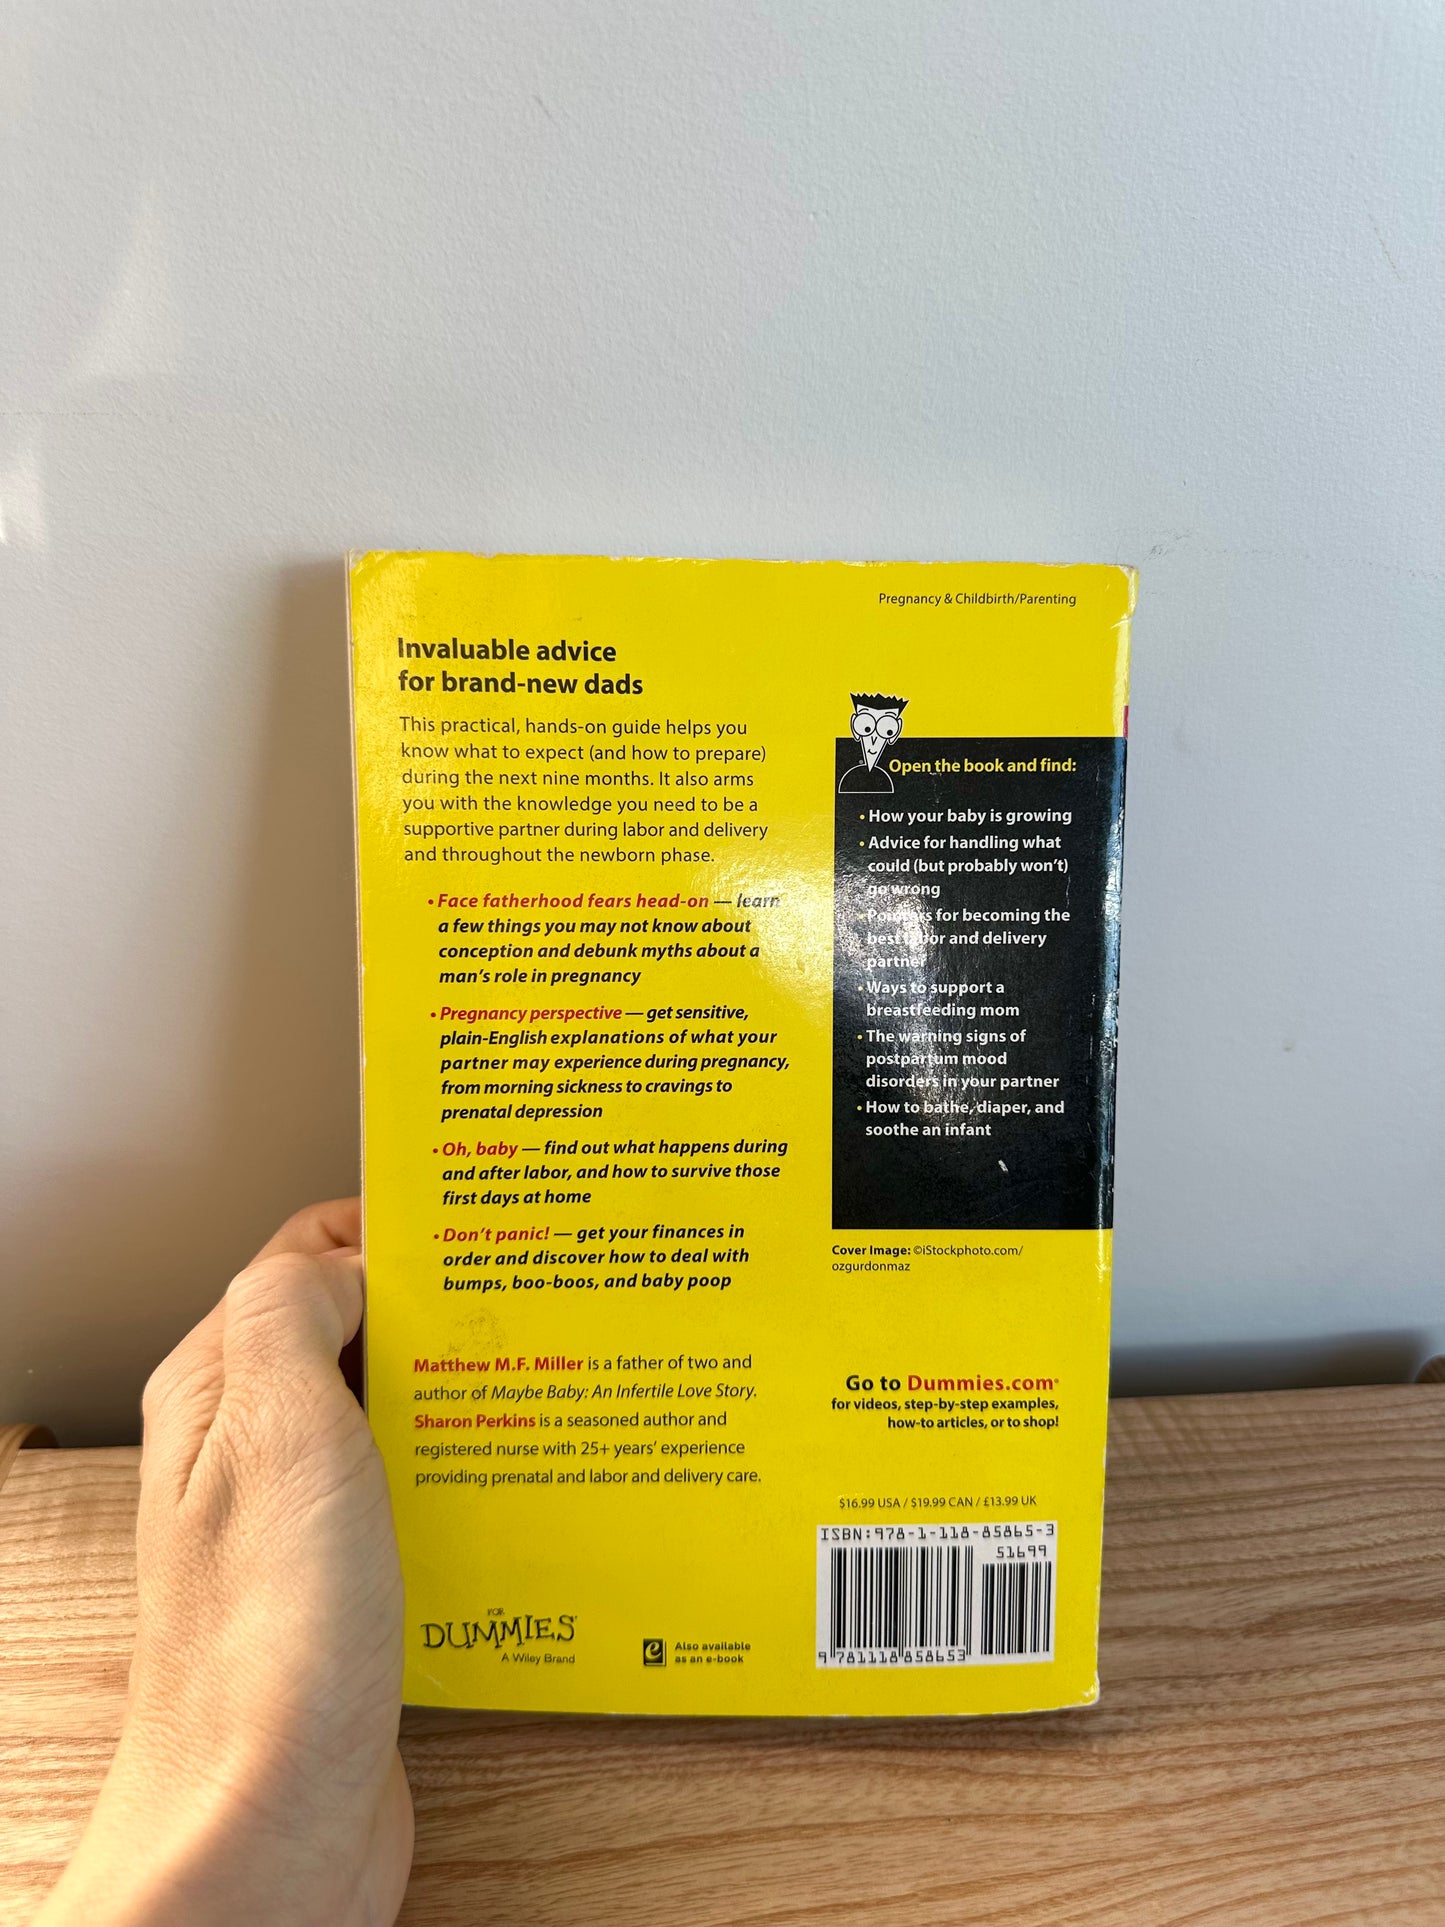 Pregnancy & Childbirth/Parenting
Invaluable advice
for brand-new dads
This practical, hands-on guide helps you
know what to expect (and how to prepare)
during the next nine months. It also arms
you with the knowledge you need to be a
supportive partner during labor and delivery
and throughout the newborn phase.
• Face fatherhood fears head-on — learn
a few things you may not know about
conception and debunk myths about a
man's role in pregnancy
• Pregnancy perspective — get sensitive,
plain-English explanations of what your
partner may experience during pregnancy,
from morning sickness to cravings to
prenatal depression
• Oh, baby — find out what happens during
and after labor, and how to survive those
first days at home
• Don't panic! — get your finances in
order and discover how to deal with
bumps, boo-boos, and baby poop
Matthew M.F. Miller is a father of two and
author of Maybe Baby: An Infertile Love Story.
Sharon Perkins is a seasoned author and
registered nurse with 25+ years' experience
providing prenatal and labor and delivery care.
FOR
DUMMIES
A Wiley Brand
e Also available
as an e-book
Open the book and find:
• How your baby is growing
• Advice for handling what
could (but probably won't)
go wrong
• Pointers for becoming the
best labor and delivery
partner
• Ways to support a
breastfeeding mom
• The warning signs of
postpartum mood
disorders in your partner
• How to bathe, diaper, and
soothe an infant
Cover Image: ©iStockphoto.com/
ozgurdonmaz
Go to Dummies.com®
for videos, step-by-step examples,
how-to articles, or to shop!
$16.99 USA / $19.99 CAN / £13.99 UK
ISBN:978-1-118-85865-3
51699
9 781118 858653